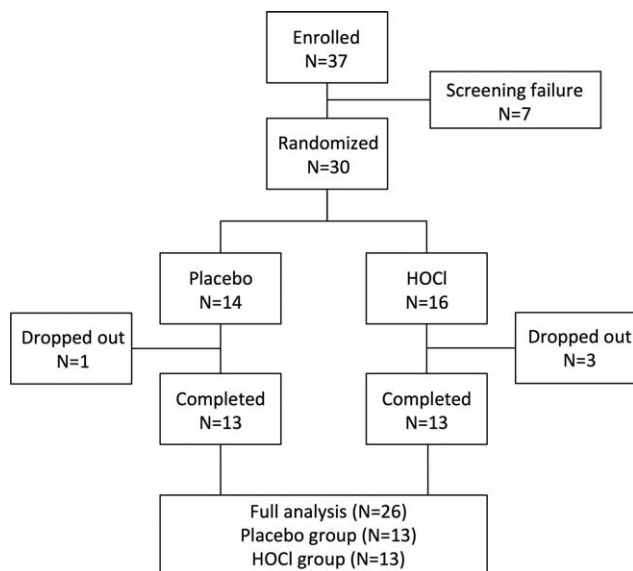 Enrolled
N=37
Screening failure
N=7
Randomized
N=30
Placebo
N=14
HOCl
N=16
Dropped out
N=1
Dropped out
N=3
Completed
N=13
Completed
N=13
Full analysis (N=26)
Placebo group (N=13)
HOCl group (N=13)